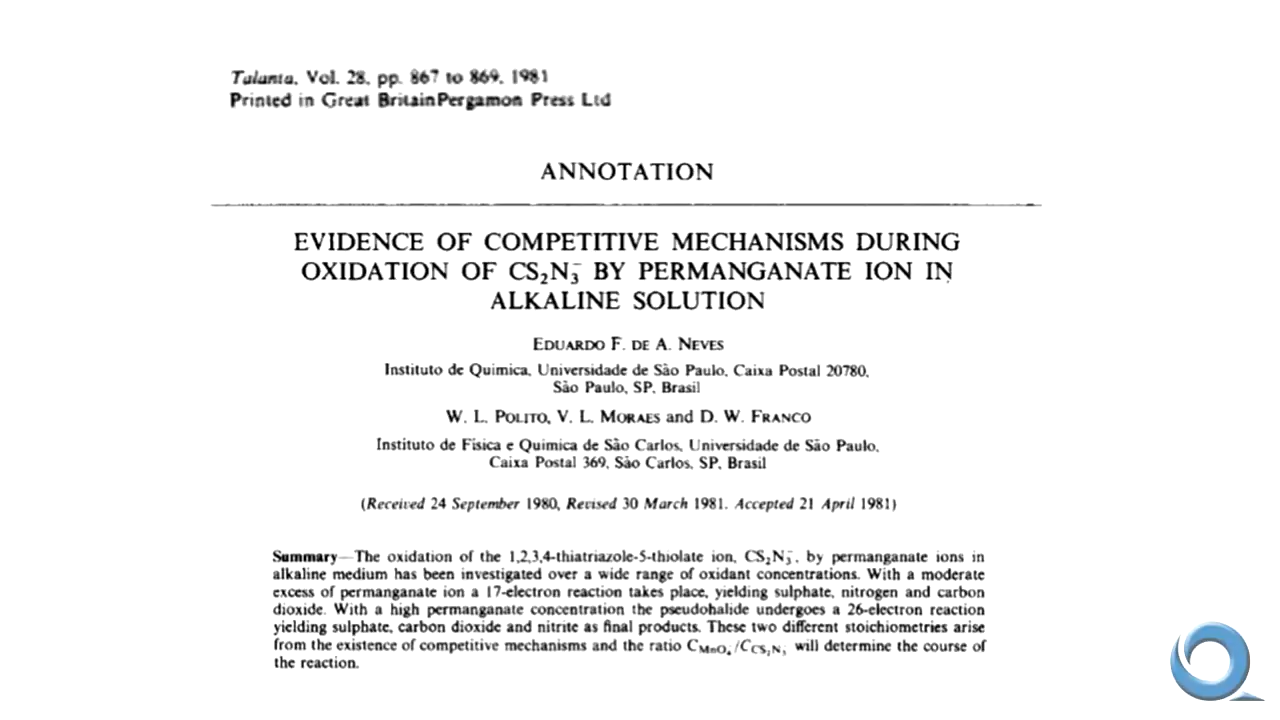 Talanta, Vol. 28, pp. 867 to 869, 1981
Printed in Great Britain Pergamon Press Ltd
ANNOTATION
EVIDENCE OF COMPETITIVE MECHANISMS DURING
OXIDATION OF CS₂N₃⁻ BY PERMANGANATE ION IN
ALKALINE SOLUTION
EDUARDO F. DE A. NEVES
Instituto de Quimica, Universidade de São Paulo, Caixa Postal 20780,
São Paulo, SP, Brasil
W. L. POLITO, V. L. MORAES and D. W. FRANCO
Instituto de Física e Quimica de São Carlos, Universidade de São Paulo,
Caixa Postal 369, São Carlos, SP, Brasil
(Received 24 September 1980, Revised 30 March 1981. Accepted 21 April 1981)
Summary—The oxidation of the 1,2,3,4-thiatriazole-5-thiolate ion, CS₂N₃⁻, by permanganate ions in
alkaline medium has been investigated over a wide range of oxidant concentrations. With a moderate
excess of permanganate ion a 17-electron reaction takes place, yielding sulphate, nitrogen and carbon
dioxide. With a high permanganate concentration the pseudohalide undergoes a 26-electron reaction
yielding sulphate, carbon dioxide and nitrite as final products. These two different stoichiometries arise
from the existence of competitive mechanisms and the ratio C_MnO₄⁻/C_CS₂N₃⁻ will determine the course of
the reaction.